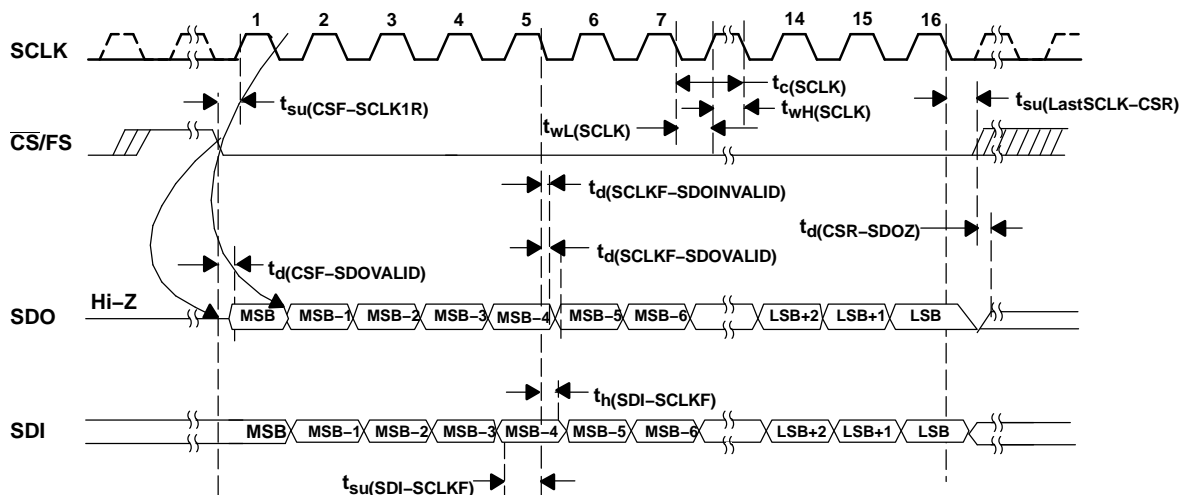 1 2 3 4 5 6 7 14 15 16
SCLK
tc(SCLK)
tsu(CSF–SCLK1R)
twH(SCLK)
tsu(LastSCLK–CSR)
CS/FS
twL(SCLK)
td(SCLKF–SDOINVALID)
td(CSR–SDOZ)
td(SCLKF–SDOVALID)
td(CSF–SDOVALID)
Hi–Z
SDO
MSB MSB–1 MSB–2 MSB–3 MSB–4 MSB–5 MSB–6 LSB+2 LSB+1 LSB
th(SDI–SCLKF)
SDI
MSB MSB–1 MSB–2 MSB–3 MSB–4 MSB–5 MSB–6 LSB+2 LSB+1 LSB
tsu(SDI–SCLKF)